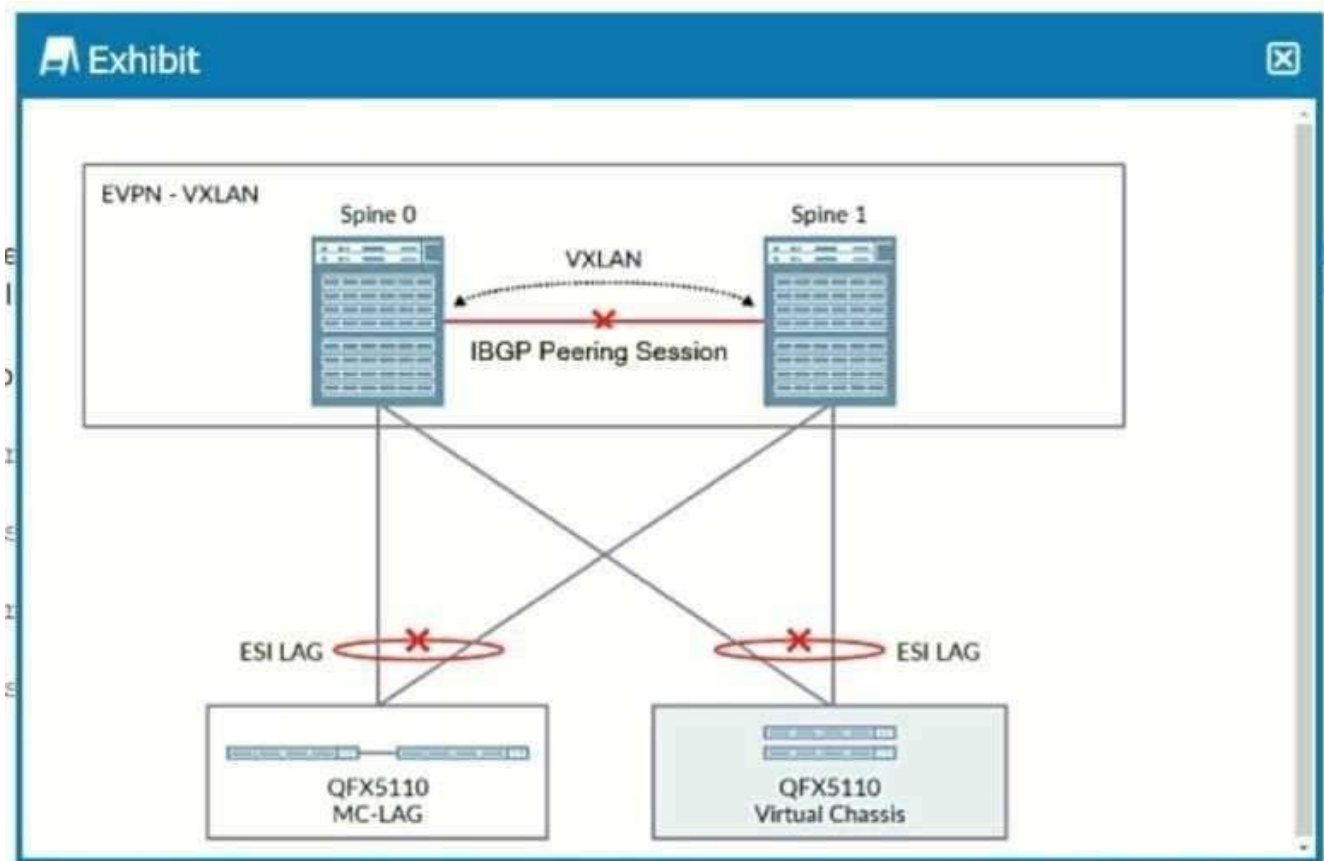 Exhibit
EVPN - VXLAN
Spine 0
Spine 1
VXLAN
IBGP Peering Session
ESI LAG
ESI LAG
QFX5110
MC-LAG
QFX5110
Virtual Chassis